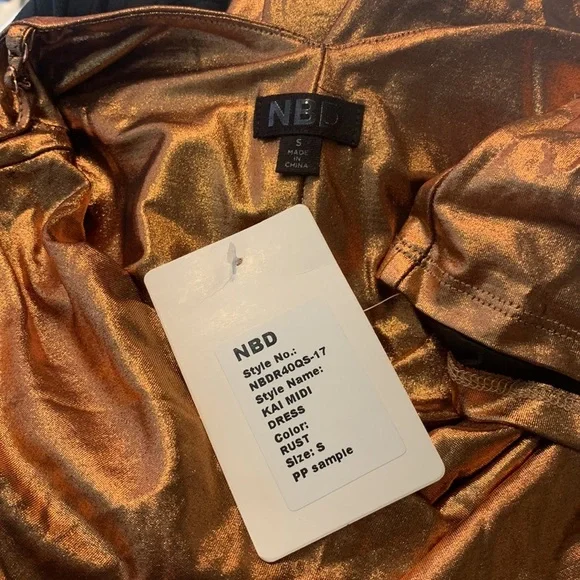 NBD
S
MADE
IN
CHINA
NBD
Style No.:
NBDR40QS-17
Style Name:
KAI MIDI
DRESS
Color:
RUST
Size: S
PP sample